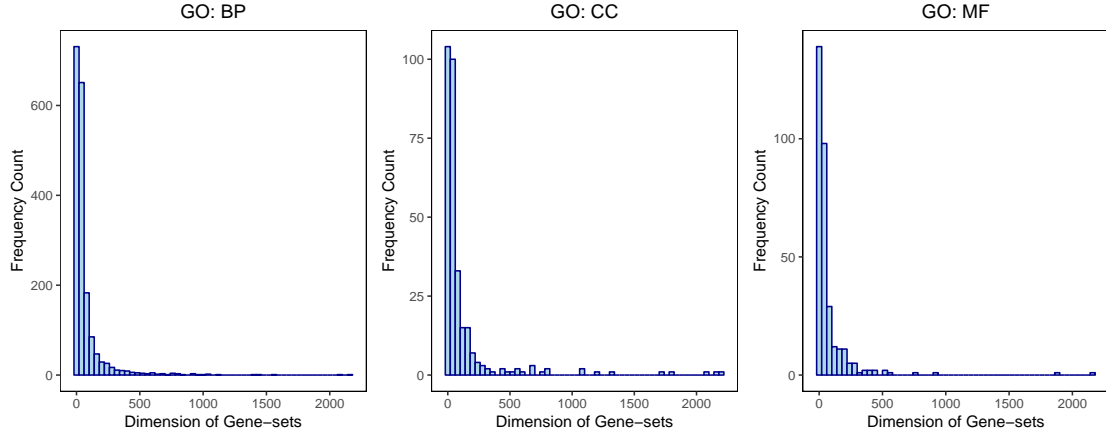 GO: BP
Frequency Count
600
400
200
0
0 500 1000 1500 2000
Dimension of Gene−sets
GO: CC
Frequency Count
100
75
50
25
0
0 500 1000 1500 2000
Dimension of Gene−sets
GO: MF
Frequency Count
100
50
0
0 500 1000 1500 2000
Dimension of Gene−sets